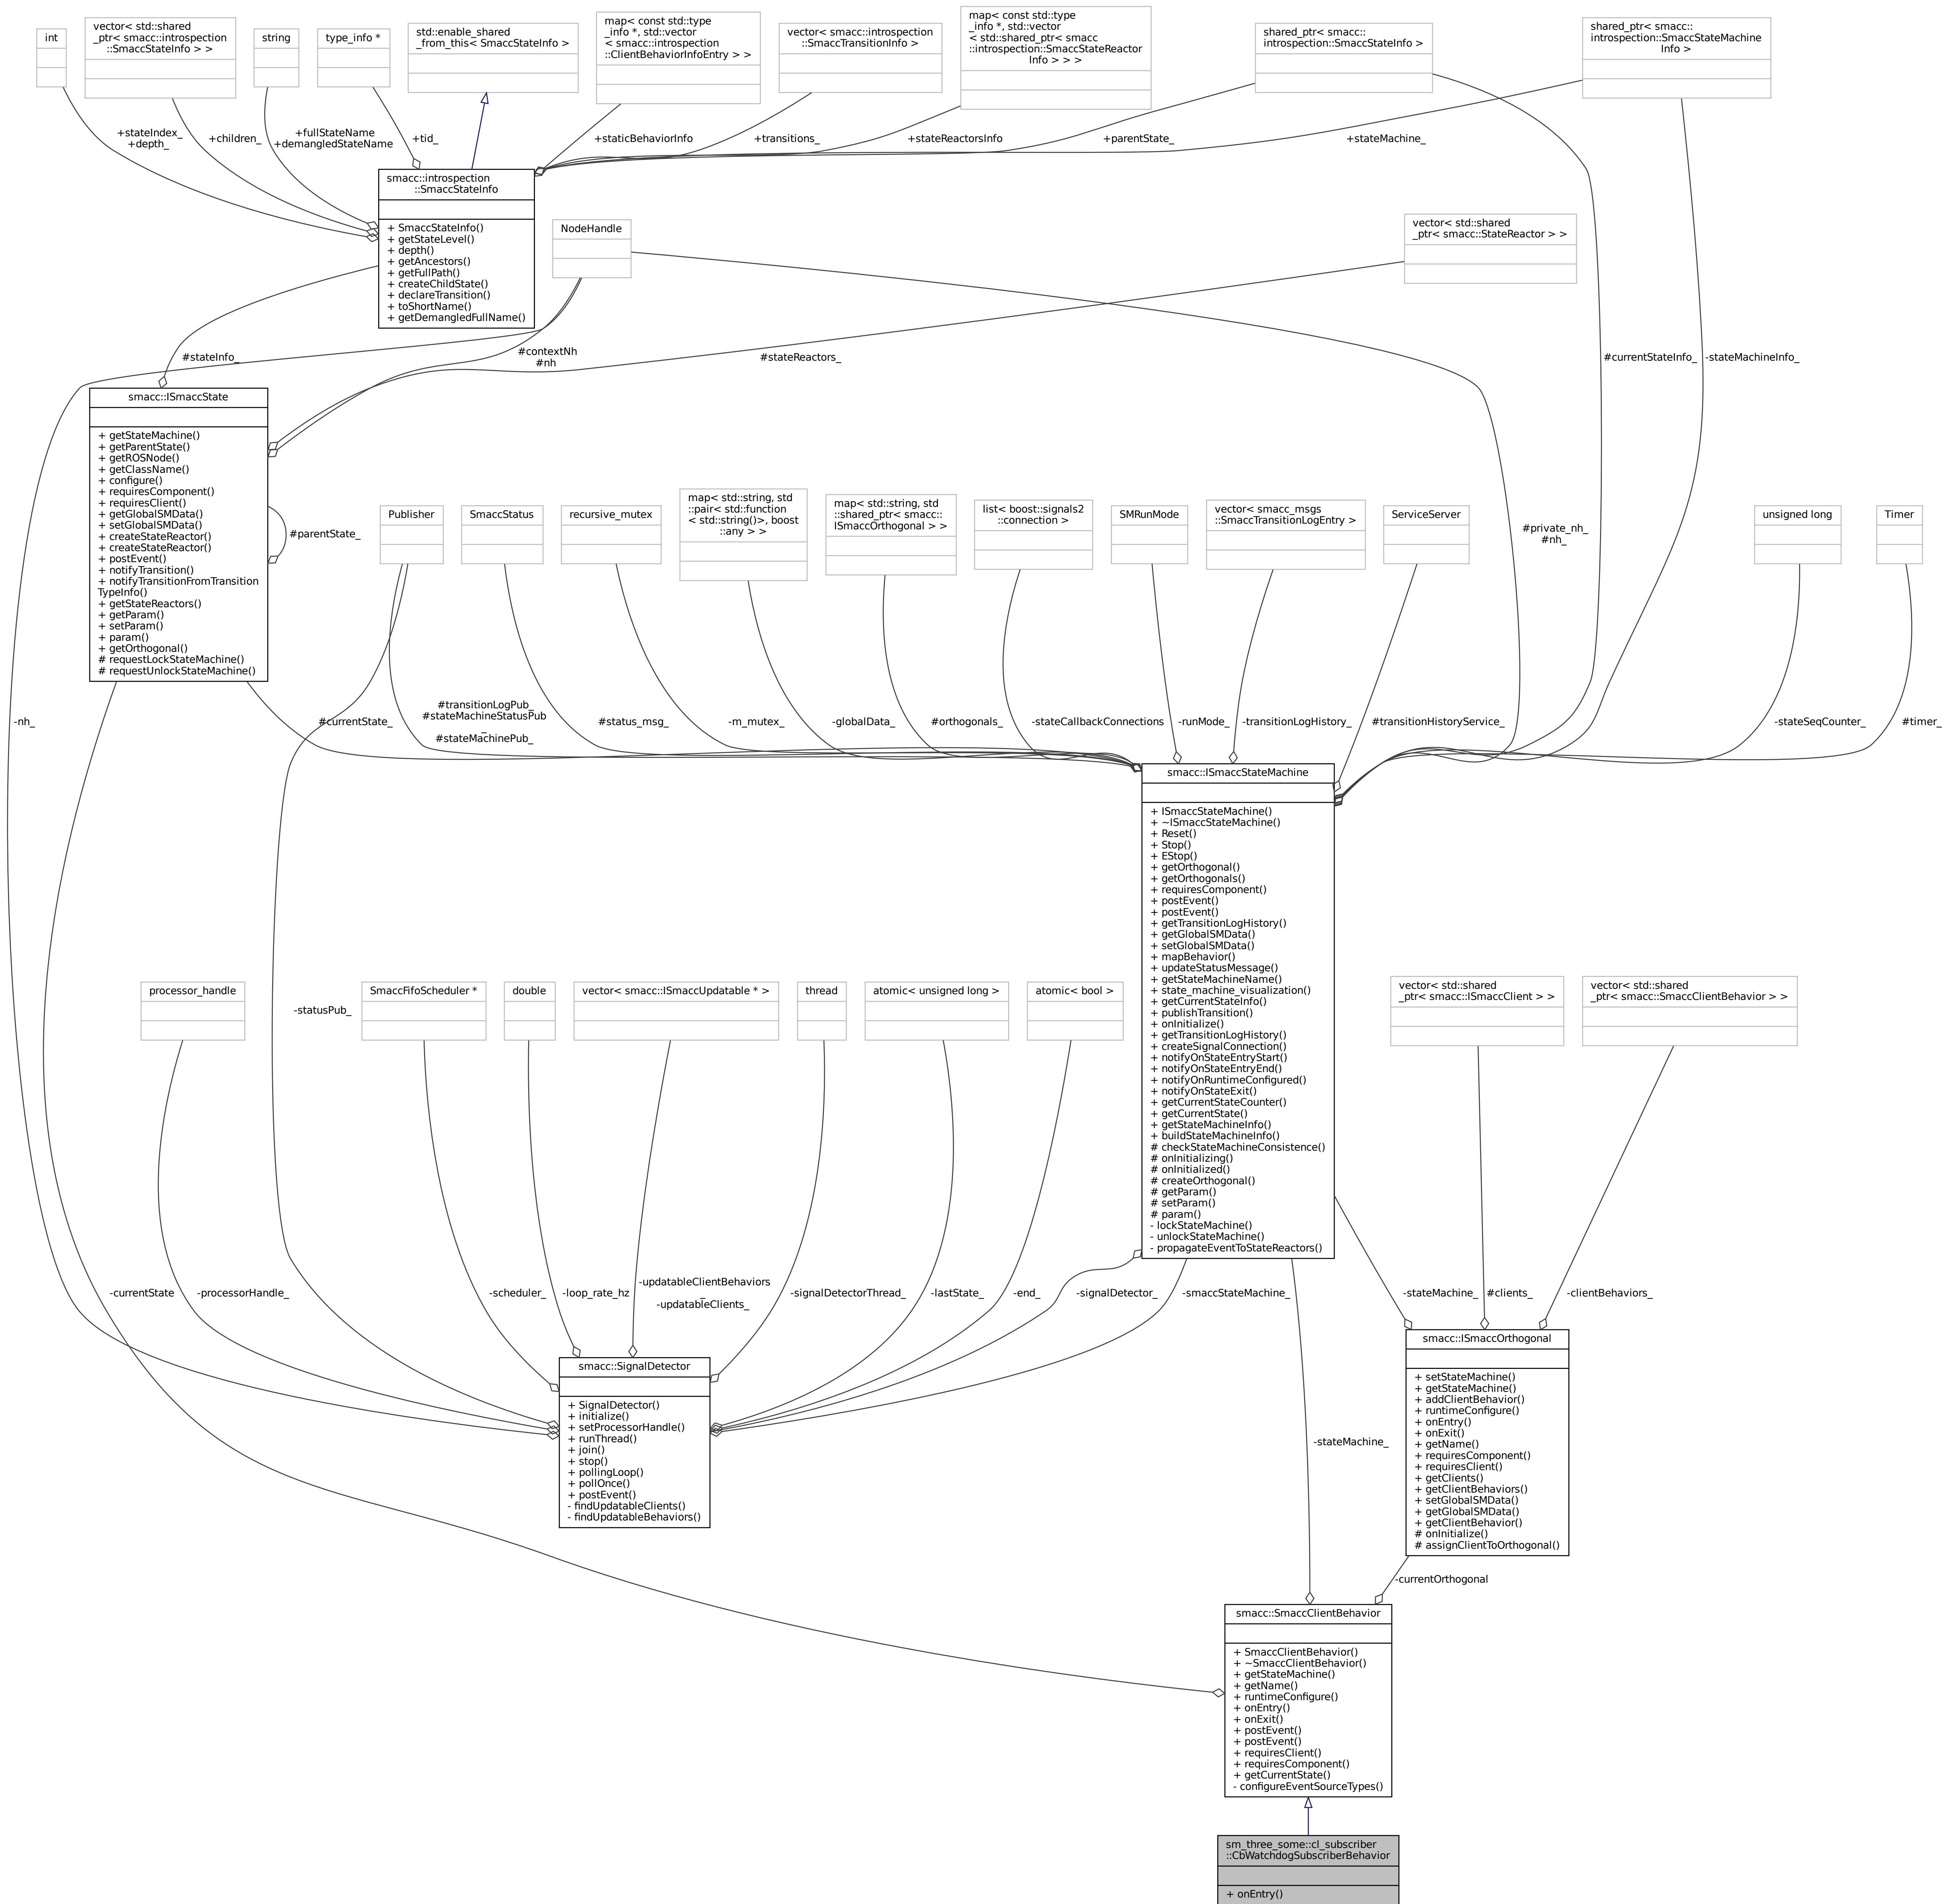 int
vector< std::shared
_ptr< smacc::introspection
::SmaccStateInfo > >
string
type_info *
std::enable_shared
_from_this< SmaccStateInfo >
map< const std::type
_info *, std::vector
< smacc::introspection
::ClientBehaviorInfoEntry > >
vector< smacc::introspection
::SmaccTransitionInfo >
map< const std::type
_info *, std::vector
< std::shared_ptr< smacc
::introspection::SmaccStateReactor
Info > > >
shared_ptr< smacc::
introspection::SmaccStateInfo >
shared_ptr< smacc::
introspection::SmaccStateMachine
Info >
+stateIndex_
+depth_
+children_
+fullStateName
+demangledStateName
+tid_
+staticBehaviorInfo
+transitions_
+stateReactorsInfo
+parentState_
+stateMachine_
smacc::introspection
::SmaccStateInfo
+ SmaccStateInfo()
+ getStateLevel()
+ depth()
+ getAncestors()
+ getFullPath()
+ createChildState()
+ declareTransition()
+ toShortName()
+ getDemangledFullName()
NodeHandle
vector< std::shared
_ptr< smacc::StateReactor > >
#stateInfo_
#contextNh
#nh
#stateReactors_
#currentStateInfo_
-stateMachineInfo_
smacc::ISmaccState
+ getStateMachine()
+ getParentState()
+ getROSNode()
+ getClassName()
+ configure()
+ requiresComponent()
+ requiresClient()
+ getGlobalSMData()
+ setGlobalSMData()
+ createStateReactor()
+ createStateReactor()
+ postEvent()
+ notifyTransition()
+ notifyTransitionFromTransition
TypeInfo()
+ getStateReactors()
+ getParam()
+ setParam()
+ param()
+ getOrthogonal()
# requestLockStateMachine()
# requestUnlockStateMachine()
#parentState_
Publisher
SmaccStatus
recursive_mutex
map< std::string, std
::pair< std::function
< std::string()>, boost
::any > >
map< std::string, std
::shared_ptr< smacc::
ISmaccOrthogonal > >
list< boost::signals2
::connection >
SMRunMode
vector< smacc_msgs
::SmaccTransitionLogEntry >
ServiceServer
#private_nh_
#nh_
unsigned long
Timer
-nh_
#currentState_
#transitionLogPub_
#stateMachineStatusPub
_
#stateMachinePub_
#status_msg_
-m_mutex_
-globalData_
#orthogonals_
-stateCallbackConnections
-runMode_
-transitionLogHistory_
#transitionHistoryService_
-stateSeqCounter_
#timer_
smacc::ISmaccStateMachine
+ ISmaccStateMachine()
+ ~ISmaccStateMachine()
+ Reset()
+ Stop()
+ EStop()
+ getOrthogonal()
+ getOrthogonals()
+ requiresComponent()
+ postEvent()
+ postEvent()
+ getTransitionLogHistory()
+ getGlobalSMData()
+ setGlobalSMData()
+ mapBehavior()
+ updateStatusMessage()
+ getStateMachineName()
+ state_machine_visualization()
+ getCurrentStateInfo()
+ publishTransition()
+ onInitialize()
+ getTransitionLogHistory()
+ createSignalConnection()
+ notifyOnStateEntryStart()
+ notifyOnStateEntryEnd()
+ notifyOnRuntimeConfigured()
+ notifyOnStateExit()
+ getCurrentStateCounter()
+ getCurrentState()
+ getStateMachineInfo()
+ buildStateMachineInfo()
# checkStateMachineConsistence()
# onInitializing()
# onInitialized()
# createOrthogonal()
# getParam()
# setParam()
# param()
- lockStateMachine()
- unlockStateMachine()
- propagateEventToStateReactors()
processor_handle
-statusPub_
SmaccFifoScheduler *
double
vector< smacc::ISmaccUpdatable * >
thread
atomic< unsigned long >
atomic< bool >
vector< std::shared
_ptr< smacc::ISmaccClient > >
vector< std::shared
_ptr< smacc::SmaccClientBehavior > >
-currentState
-processorHandle_
-scheduler_
-loop_rate_hz
-updatableClientBehaviors
_
-updatableClients_
-signalDetectorThread_
-lastState_
-end_
-signalDetector_
-smaccStateMachine_
-stateMachine_
#clients_
-clientBehaviors_
smacc::SignalDetector
+ SignalDetector()
+ initialize()
+ setProcessorHandle()
+ runThread()
+ join()
+ stop()
+ pollingLoop()
+ pollOnce()
+ postEvent()
- findUpdatableClients()
- findUpdatableBehaviors()
smacc::ISmaccOrthogonal
+ setStateMachine()
+ getStateMachine()
+ addClientBehavior()
+ runtimeConfigure()
+ onEntry()
+ onExit()
+ getName()
+ requiresComponent()
+ requiresClient()
+ getClients()
+ getClientBehaviors()
+ setGlobalSMData()
+ getGlobalSMData()
+ getClientBehavior()
# onInitialize()
# assignClientToOrthogonal()
-stateMachine_
-currentOrthogonal
smacc::SmaccClientBehavior
+ SmaccClientBehavior()
+ ~SmaccClientBehavior()
+ getStateMachine()
+ getName()
+ runtimeConfigure()
+ onEntry()
+ onExit()
+ postEvent()
+ postEvent()
+ requiresClient()
+ requiresComponent()
+ getCurrentState()
- configureEventSourceTypes()
sm_three_some::cl_subscriber
::CbWatchdogSubscriberBehavior
+ onEntry()